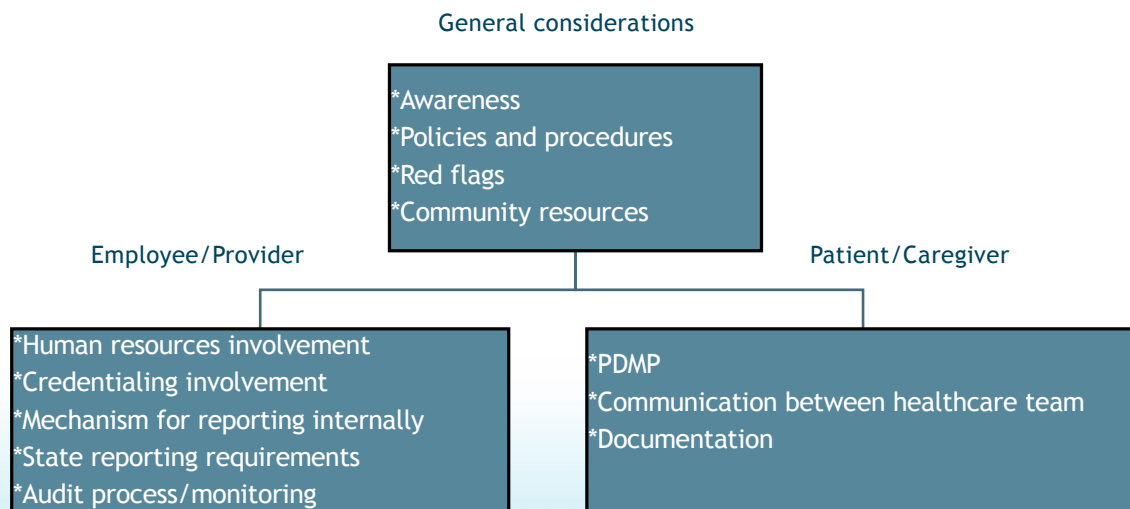 General considerations
*Awareness
*Policies and procedures
*Red flags
*Community resources
Employee/Provider
Patient/Caregiver
*Human resources involvement
*Credentialing involvement
*Mechanism for reporting internally
*State reporting requirements
*Audit process/monitoring
*PDMP
*Communication between healthcare team
*Documentation